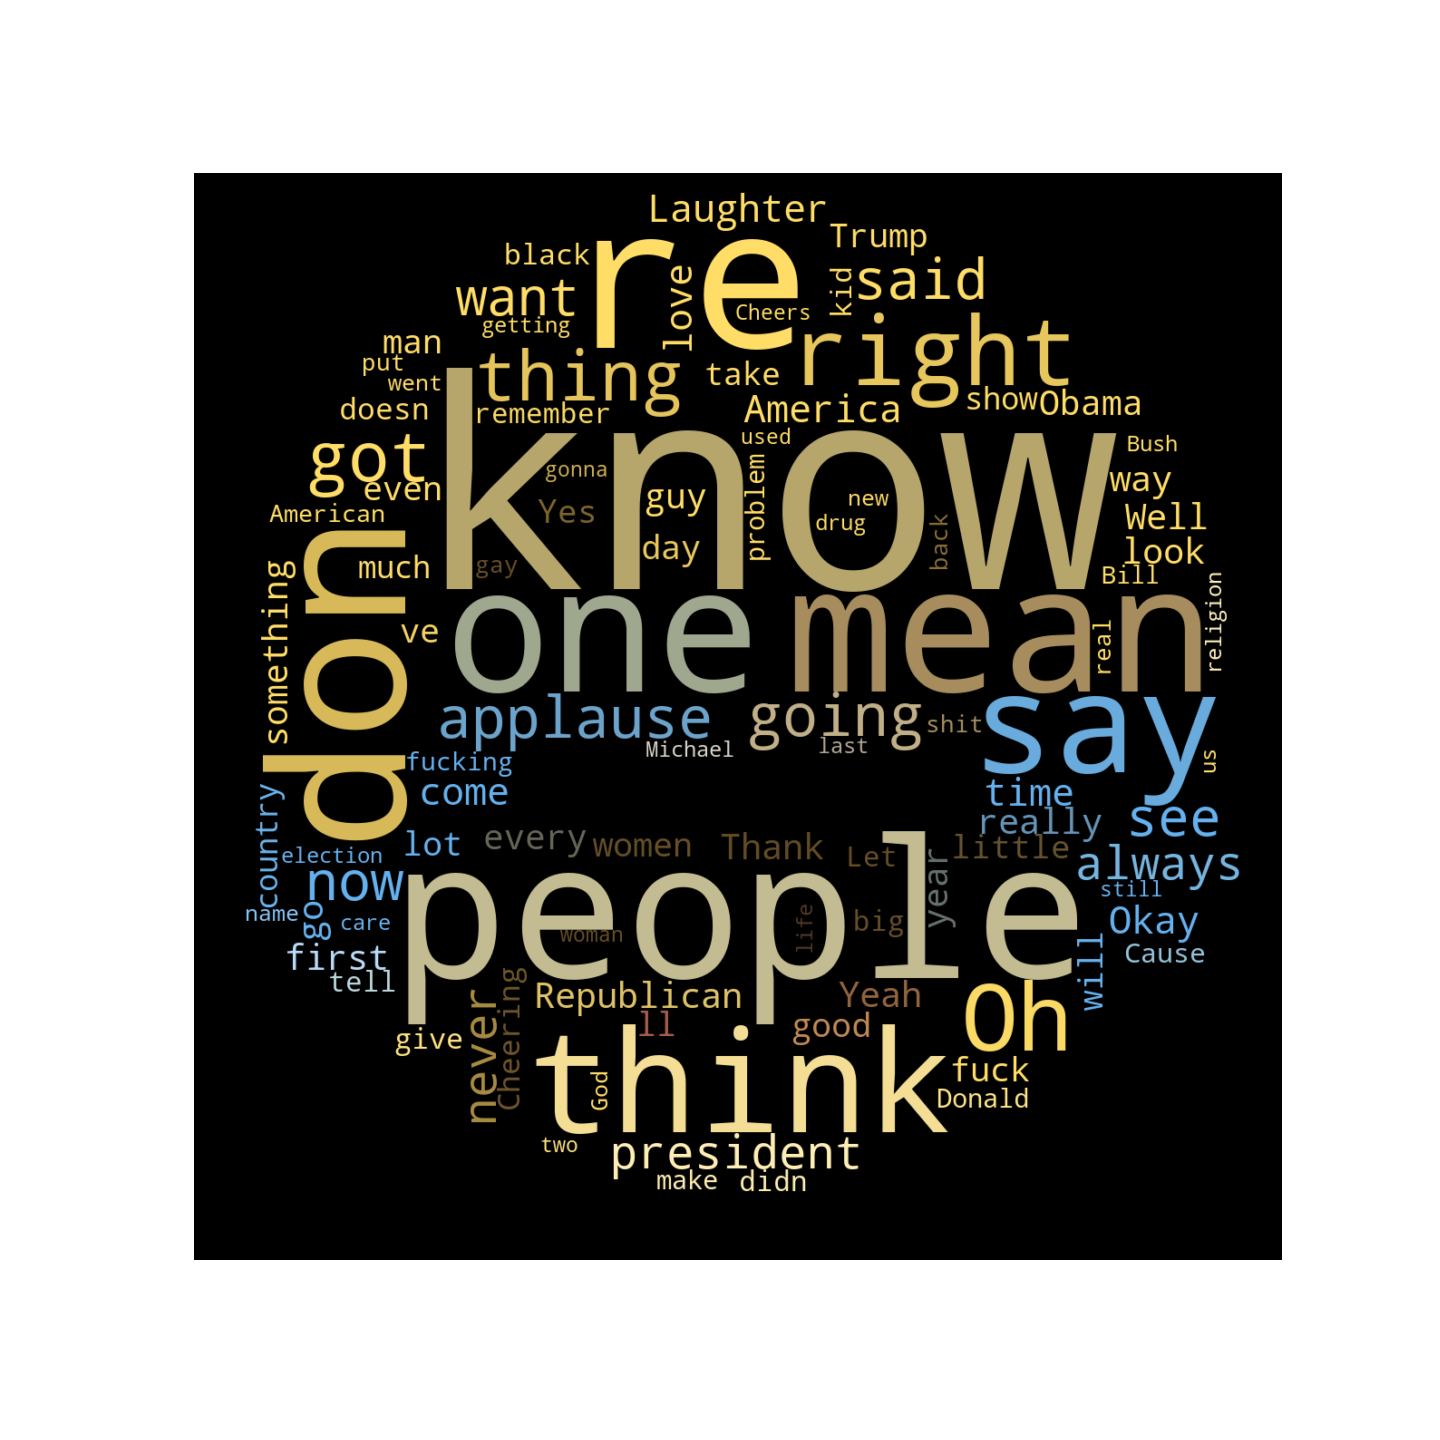 Laughter
Trump
black
re
love
kid
said
want
Cheers
getting
man
thing
right
put
went
take
doesn
remember
America
show
Obama
know
used
Bush
got
gonna
even
problem
new
way
American
Yes
guy
drug
back
Well
day
look
much
gay
Bill
don
something
ve
one
mean
real
religion
applause
going
shit
say
Michael
last
us
fucking
country
come
time
really
see
lot
every
women
Thank
Let
little
year
always
election
now
people
still
name
go
care
woman
life
big
Okay
first
tell
will
Cause
never
Cheering
Republican
Yeah
give
ll
good
Oh
think
God
fuck
Donald
two
president
make
didn